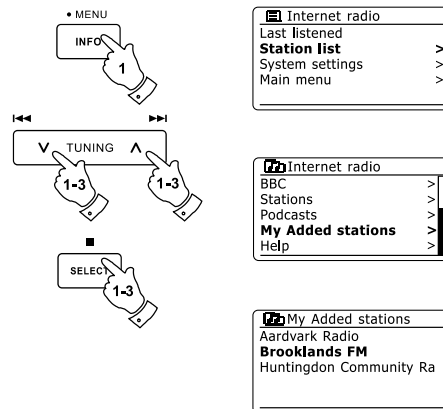 • MENU
INFO
1
TUNING
1-3
1-3
SELECT
1-3
Internet radio
Last listened
Station list >
System settings >
Main menu >
Internet radio
BBC >
Stations >
Podcasts >
My Added stations >
Help >
My Added stations
Aardvark Radio
Brooklands FM
Huntingdon Community Ra